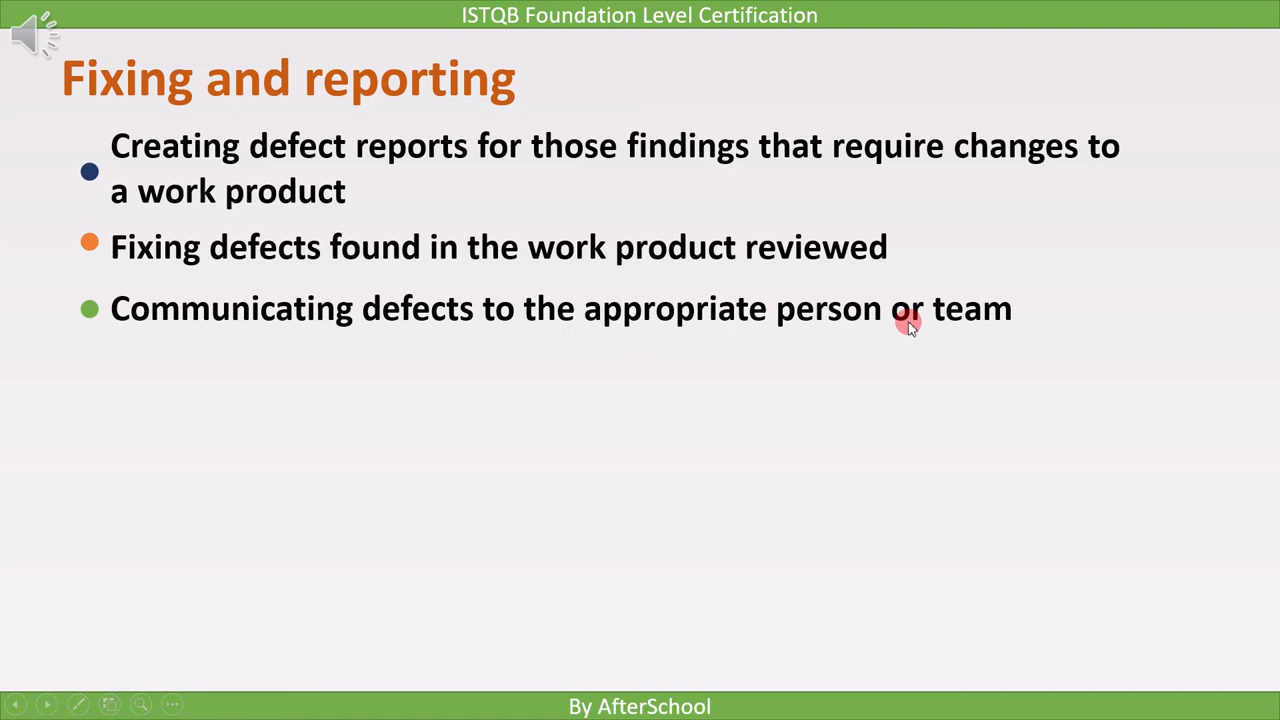 ISTQB Foundation Level Certification
Fixing and reporting
Creating defect reports for those findings that require changes to
a work product
Fixing defects found in the work product reviewed
Communicating defects to the appropriate person or team
By AfterSchool